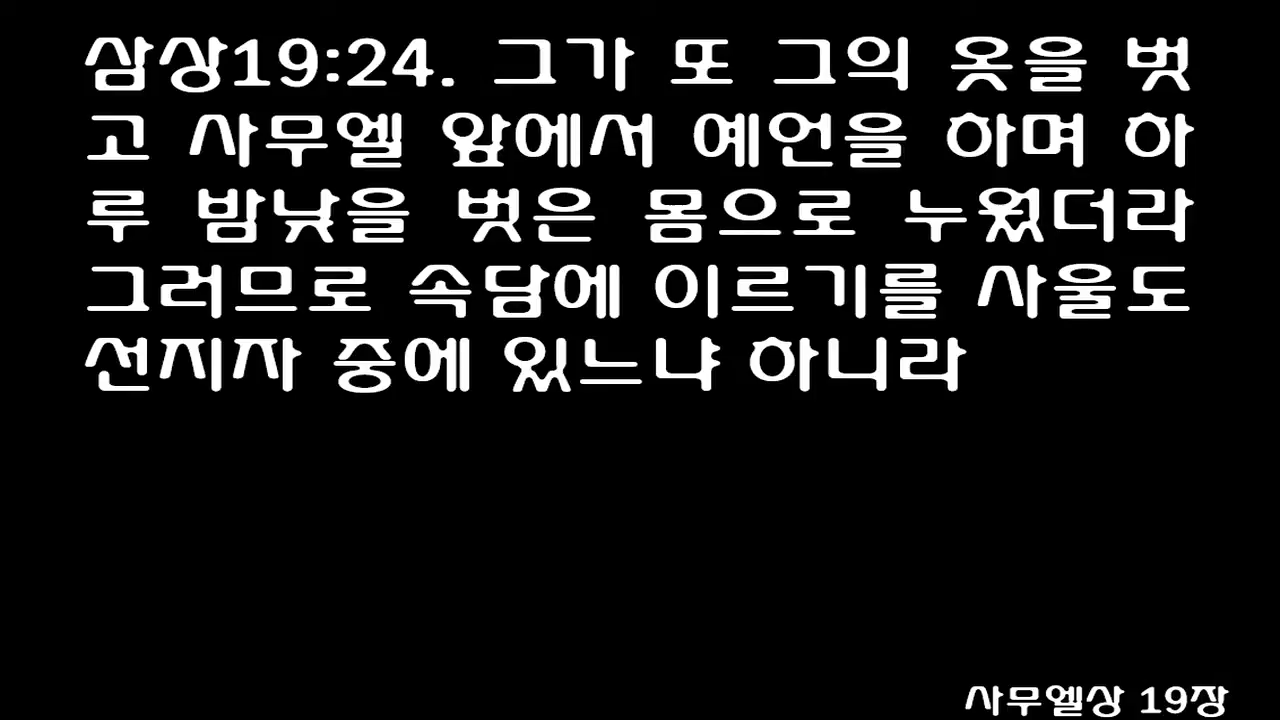 삼상19:24. 그가 또 그의 옷을 벗
고 사무엘 앞에서 예언을 하며 하
루 밤낮을 벗은 몸으로 누웠더라
그러므로 속담에 이르기를 사울도
선지자 중에 있느냐 하니라
사무엘상 19장